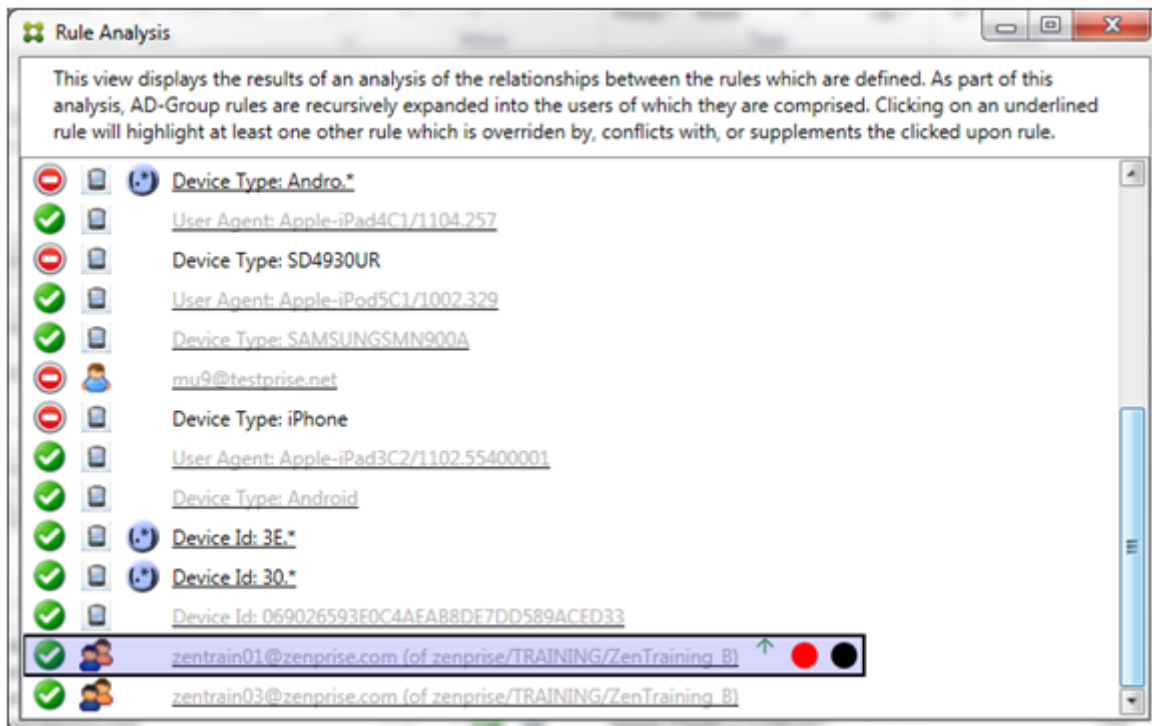 Rule Analysis
This view displays the results of an analysis of the relationships between the rules which are defined. As part of this
analysis, AD-Group rules are recursively expanded into the users of which they are comprised. Clicking on an underlined
rule will highlight at least one other rule which is overriden by, conflicts with, or supplements the clicked upon rule.
(.*) Device Type: Andro.*
User Agent: Apple-iPad4C1/1104.257
Device Type: SD4930UR
User Agent: Apple-iPod5C1/1002.329
Device Type: SAMSUNGSMN900A
mu9@testprise.net
Device Type: iPhone
User Agent: Apple-iPad3C2/1102.55400001
Device Type: Android
(.*) Device Id: 3E.*
(.*) Device Id: 30.*
Device Id: 069026593E0C4AEAB8DE7DD589ACED33
zentrain01@zenprise.com (of zenprise/TRAINING/ZenTraining_B)
zentrain03@zenprise.com (of zenprise/TRAINING/ZenTraining_B)